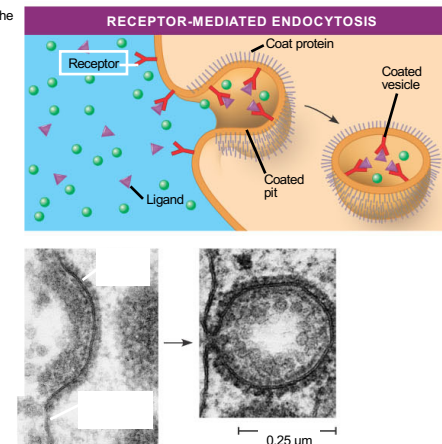 he
RECEPTOR-MEDIATED ENDOCYTOSIS
Coat protein
Receptor
Coated
vesicle
Coated
pit
Ligand
0.25 μm